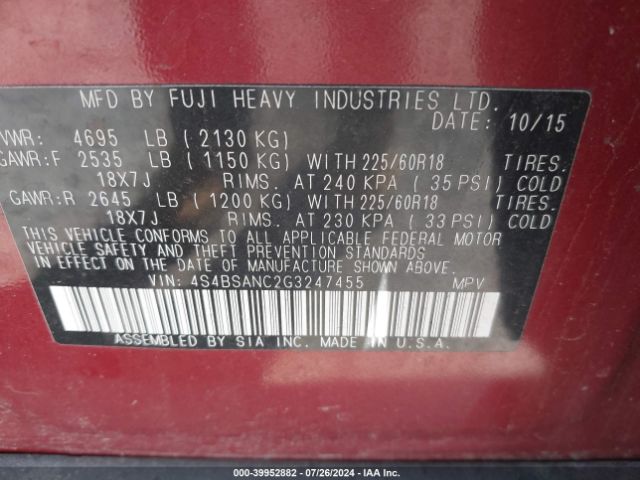 MFD BY FUJI HEAVY INDUSTRIES LTD.
DATE: 10/15
VWR: 4695 LB ( 2130 KG)
GAWR:F 2535 LB ( 1150 KG) WITH 225/60R18 TIRES.
18X7J RIMS. AT 240 KPA ( 35 PSI) COLD
GAWR:R 2645 LB ( 1200 KG) WITH 225/60R18 TIRES.
18X7J RIMS. AT 230 KPA ( 33 PSI) COLD
THIS VEHICLE CONFORMS TO ALL APPLICABLE FEDERAL MOTOR
VEHICLE SAFETY AND THEFT PREVENTION STANDARDS
IN EFFECT ON THE DATE OF MANUFACTURE SHOWN ABOVE.
VIN: 4S4BSANC2G3247455 MPV
ASSEMBLED BY SIA INC. MADE IN U.S.A.
000-39952882 - 07/26/2024 - IAA Inc.